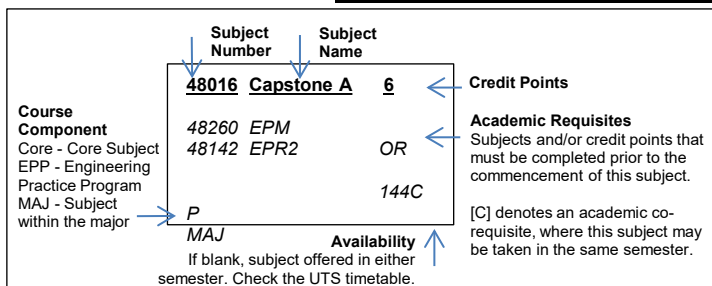 Subject
Number
Subject
Name
48016 Capstone A 6
Credit Points
48260 EPM
48142 EPR2 OR
144C
P
MAJ
Course
Component
Core - Core Subject
EPP - Engineering
Practice Program
MAJ - Subject
within the major
Academic Requisites
Subjects and/or credit points that
must be completed prior to the
commencement of this subject.
[C] denotes an academic co-
requisite, where this subject may
be taken in the same semester.
Availability
If blank, subject offered in either
semester. Check the UTS timetable.